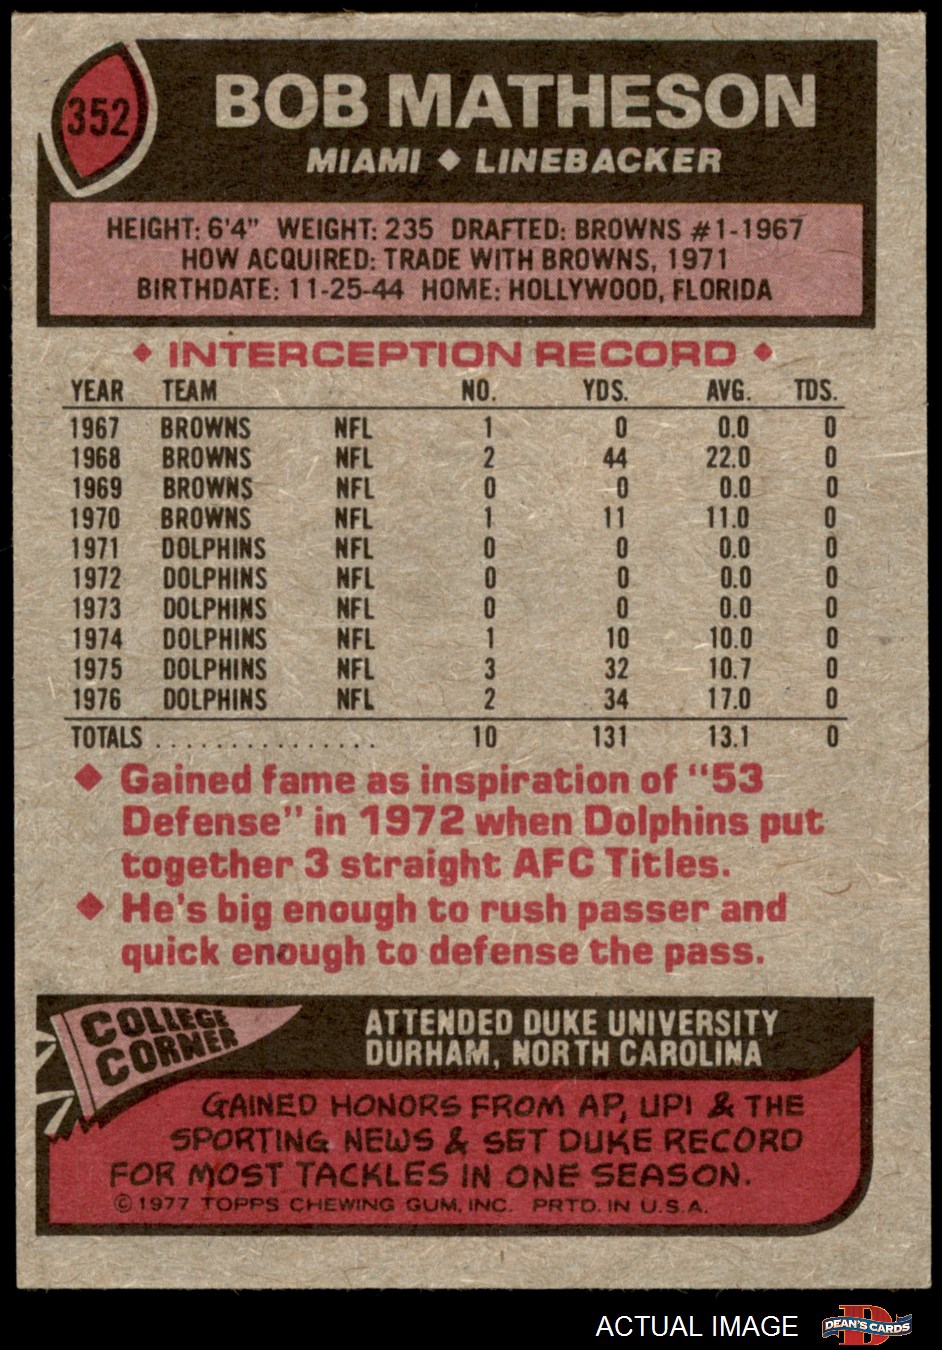 352
BOB MATHESON
MIAMI ◆ LINEBACKER
HEIGHT: 6'4" WEIGHT: 235 DRAFTED: BROWNS #1-1967
HOW ACQUIRED: TRADE WITH BROWNS, 1971
BIRTHDATE: 11-25-44 HOME: HOLLYWOOD, FLORIDA
◆ INTERCEPTION RECORD ◆
YEAR TEAM NO. YDS. AVG. TDS.
1967 BROWNS NFL 1 0 0.0 0
1968 BROWNS NFL 2 44 22.0 0
1969 BROWNS NFL 0 0 0.0 0
1970 BROWNS NFL 1 11 11.0 0
1971 DOLPHINS NFL 0 0 0.0 0
1972 DOLPHINS NFL 0 0 0.0 0
1973 DOLPHINS NFL 0 0 0.0 0
1974 DOLPHINS NFL 1 10 10.0 0
1975 DOLPHINS NFL 3 32 10.7 0
1976 DOLPHINS NFL 2 34 17.0 0
TOTALS ................ 10 131 13.1 0
◆ Gained fame as inspiration of "53
Defense" in 1972 when Dolphins put
together 3 straight AFC Titles.
◆ He's big enough to rush passer and
quick enough to defense the pass.
COLLEGE
CORNER
ATTENDED DUKE UNIVERSITY
DURHAM, NORTH CAROLINA
GAINED HONORS FROM AP, UPI & THE
SPORTING NEWS & SET DUKE RECORD
FOR MOST TACKLES IN ONE SEASON.
© 1977 TOPPS CHEWING GUM, INC. PRTD. IN U.S.A.
ACTUAL IMAGE
DEAN'S CARDS